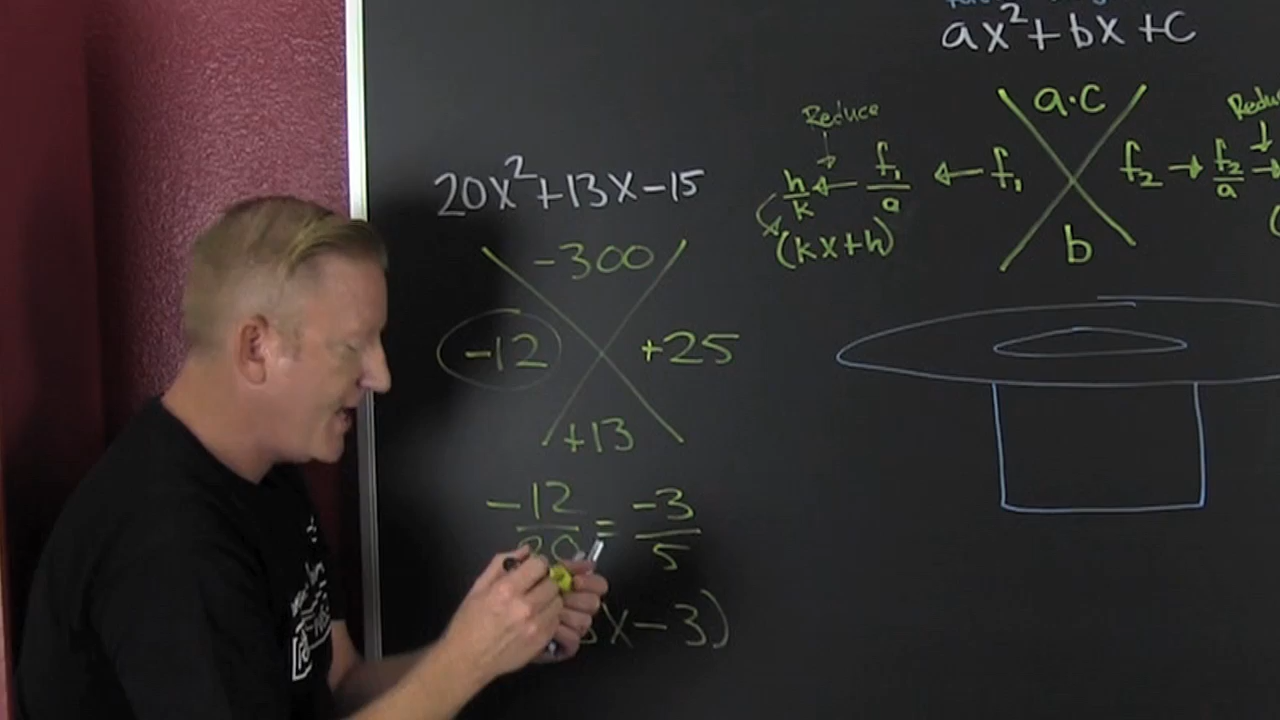 ax²+bx+c
Reduce
a·c
h/k ← f₁/a ← f₁
f₂ → f₂/a →
(kx+h)
b
20x²+13x-15
-300
-12 +25
+13
-12/20 = -3/5
x-3)